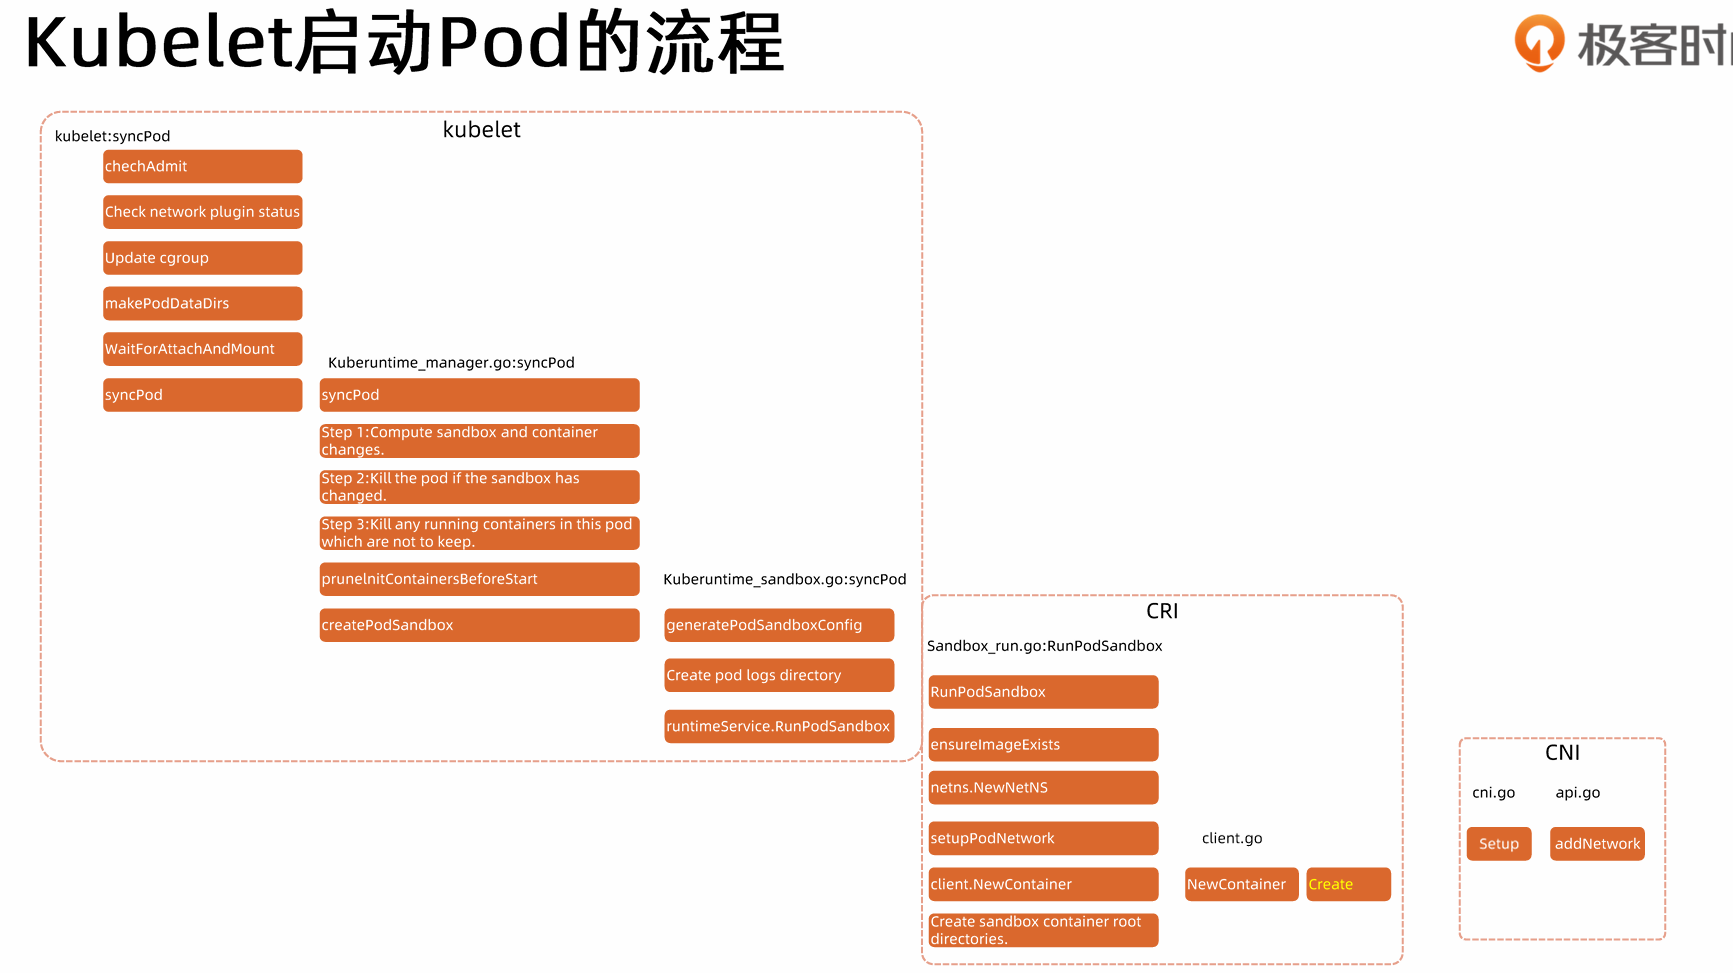 Kubelet启动Pod的流程
极客时间
kubelet
kubelet:syncPod
chechAdmit
Check network plugin status
Update cgroup
makePodDataDirs
WaitForAttachAndMount
syncPod
Kuberuntime_manager.go:syncPod
syncPod
Step 1:Compute sandbox and container
changes.
Step 2:Kill the pod if the sandbox has
changed.
Step 3:Kill any running containers in this pod
which are not to keep.
pruneInitContainersBeforeStart
createPodSandbox
Kuberuntime_sandbox.go:syncPod
generatePodSandboxConfig
Create pod logs directory
runtimeService.RunPodSandbox
CRI
Sandbox_run.go:RunPodSandbox
RunPodSandbox
ensureImageExists
netns.NewNetNS
setupPodNetwork
client.NewContainer
Create sandbox container root
directories.
client.go
NewContainer
Create
CNI
cni.go
api.go
Setup
addNetwork